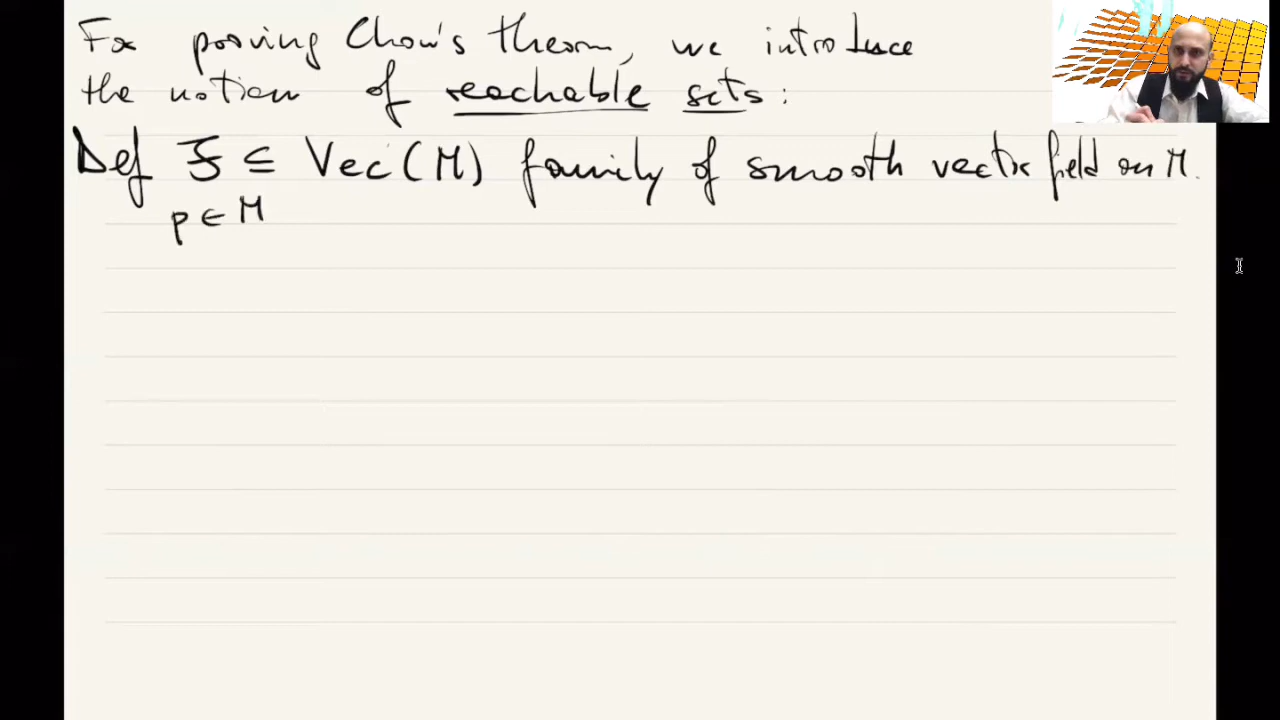 For proving Chow's theorem, we introduce
the notion of reachable sets:
Def ℱ ⊆ Vec(M) family of smooth vector field on M.
p ∈ M